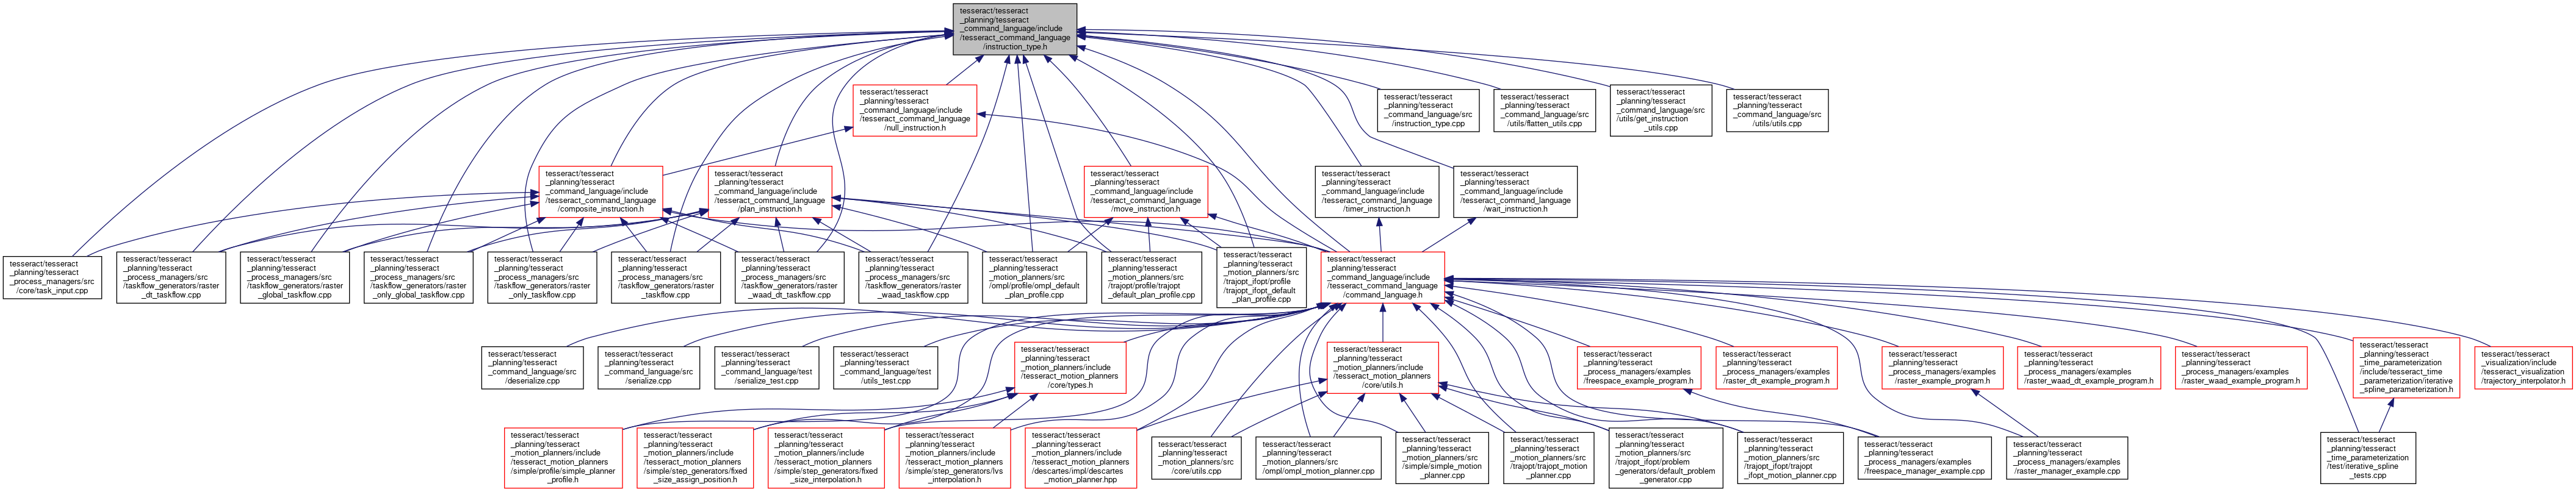 tesseract/tesseract
_planning/tesseract
_command_language/include
/tesseract_command_language
/instruction_type.h
tesseract/tesseract
_planning/tesseract
_command_language/include
/tesseract_command_language
/null_instruction.h
tesseract/tesseract
_planning/tesseract
_command_language/src
/instruction_type.cpp
tesseract/tesseract
_planning/tesseract
_command_language/src
/utils/flatten_utils.cpp
tesseract/tesseract
_planning/tesseract
_command_language/src
/utils/get_instruction
_utils.cpp
tesseract/tesseract
_planning/tesseract
_command_language/src
/utils/utils.cpp
tesseract/tesseract
_planning/tesseract
_command_language/include
/tesseract_command_language
/composite_instruction.h
tesseract/tesseract
_planning/tesseract
_command_language/include
/tesseract_command_language
/plan_instruction.h
tesseract/tesseract
_planning/tesseract
_command_language/include
/tesseract_command_language
/move_instruction.h
tesseract/tesseract
_planning/tesseract
_command_language/include
/tesseract_command_language
/timer_instruction.h
tesseract/tesseract
_planning/tesseract
_command_language/include
/tesseract_command_language
/wait_instruction.h
tesseract/tesseract
_planning/tesseract
_process_managers/src
/core/task_input.cpp
tesseract/tesseract
_planning/tesseract
_process_managers/src
/taskflow_generators/raster
_dt_taskflow.cpp
tesseract/tesseract
_planning/tesseract
_process_managers/src
/taskflow_generators/raster
_global_taskflow.cpp
tesseract/tesseract
_planning/tesseract
_process_managers/src
/taskflow_generators/raster
_only_global_taskflow.cpp
tesseract/tesseract
_planning/tesseract
_process_managers/src
/taskflow_generators/raster
_only_taskflow.cpp
tesseract/tesseract
_planning/tesseract
_process_managers/src
/taskflow_generators/raster
_taskflow.cpp
tesseract/tesseract
_planning/tesseract
_process_managers/src
/taskflow_generators/raster
_waad_dt_taskflow.cpp
tesseract/tesseract
_planning/tesseract
_process_managers/src
/taskflow_generators/raster
_waad_taskflow.cpp
tesseract/tesseract
_planning/tesseract
_motion_planners/src
/ompl/profile/ompl_default
_plan_profile.cpp
tesseract/tesseract
_planning/tesseract
_motion_planners/src
/trajopt/profile/trajopt
_default_plan_profile.cpp
tesseract/tesseract
_planning/tesseract
_motion_planners/src
/trajopt_ifopt/profile
/trajopt_ifopt_default
_plan_profile.cpp
tesseract/tesseract
_planning/tesseract
_command_language/include
/tesseract_command_language
/command_language.h
tesseract/tesseract
_planning/tesseract
_command_language/src
/deserialize.cpp
tesseract/tesseract
_planning/tesseract
_command_language/src
/serialize.cpp
tesseract/tesseract
_planning/tesseract
_command_language/test
/serialize_test.cpp
tesseract/tesseract
_planning/tesseract
_command_language/test
/utils_test.cpp
tesseract/tesseract
_planning/tesseract
_motion_planners/include
/tesseract_motion_planners
/core/types.h
tesseract/tesseract
_planning/tesseract
_motion_planners/include
/tesseract_motion_planners
/core/utils.h
tesseract/tesseract
_planning/tesseract
_process_managers/examples
/freespace_example_program.h
tesseract/tesseract
_planning/tesseract
_process_managers/examples
/raster_dt_example_program.h
tesseract/tesseract
_planning/tesseract
_process_managers/examples
/raster_example_program.h
tesseract/tesseract
_planning/tesseract
_process_managers/examples
/raster_waad_dt_example_program.h
tesseract/tesseract
_planning/tesseract
_process_managers/examples
/raster_waad_example_program.h
tesseract/tesseract
_planning/tesseract
_time_parameterization
/include/tesseract_time
_parameterization/iterative
_spline_parameterization.h
tesseract/tesseract
_visualization/include
/tesseract_visualization
/trajectory_interpolator.h
tesseract/tesseract
_planning/tesseract
_motion_planners/include
/tesseract_motion_planners
/simple/profile/simple_planner
_profile.h
tesseract/tesseract
_planning/tesseract
_motion_planners/include
/tesseract_motion_planners
/simple/step_generators/fixed
_size_assign_position.h
tesseract/tesseract
_planning/tesseract
_motion_planners/include
/tesseract_motion_planners
/simple/step_generators/fixed
_size_interpolation.h
tesseract/tesseract
_planning/tesseract
_motion_planners/include
/tesseract_motion_planners
/simple/step_generators/lvs
_interpolation.h
tesseract/tesseract
_planning/tesseract
_motion_planners/include
/tesseract_motion_planners
/descartes/impl/descartes
_motion_planner.hpp
tesseract/tesseract
_planning/tesseract
_motion_planners/src
/core/utils.cpp
tesseract/tesseract
_planning/tesseract
_motion_planners/src
/ompl/ompl_motion_planner.cpp
tesseract/tesseract
_planning/tesseract
_motion_planners/src
/simple/simple_motion
_planner.cpp
tesseract/tesseract
_planning/tesseract
_motion_planners/src
/trajopt/trajopt_motion
_planner.cpp
tesseract/tesseract
_planning/tesseract
_motion_planners/src
/trajopt_ifopt/problem
_generators/default_problem
_generator.cpp
tesseract/tesseract
_planning/tesseract
_motion_planners/src
/trajopt_ifopt/trajopt
_ifopt_motion_planner.cpp
tesseract/tesseract
_planning/tesseract
_process_managers/examples
/freespace_manager_example.cpp
tesseract/tesseract
_planning/tesseract
_process_managers/examples
/raster_manager_example.cpp
tesseract/tesseract
_planning/tesseract
_time_parameterization
/test/iterative_spline
_tests.cpp